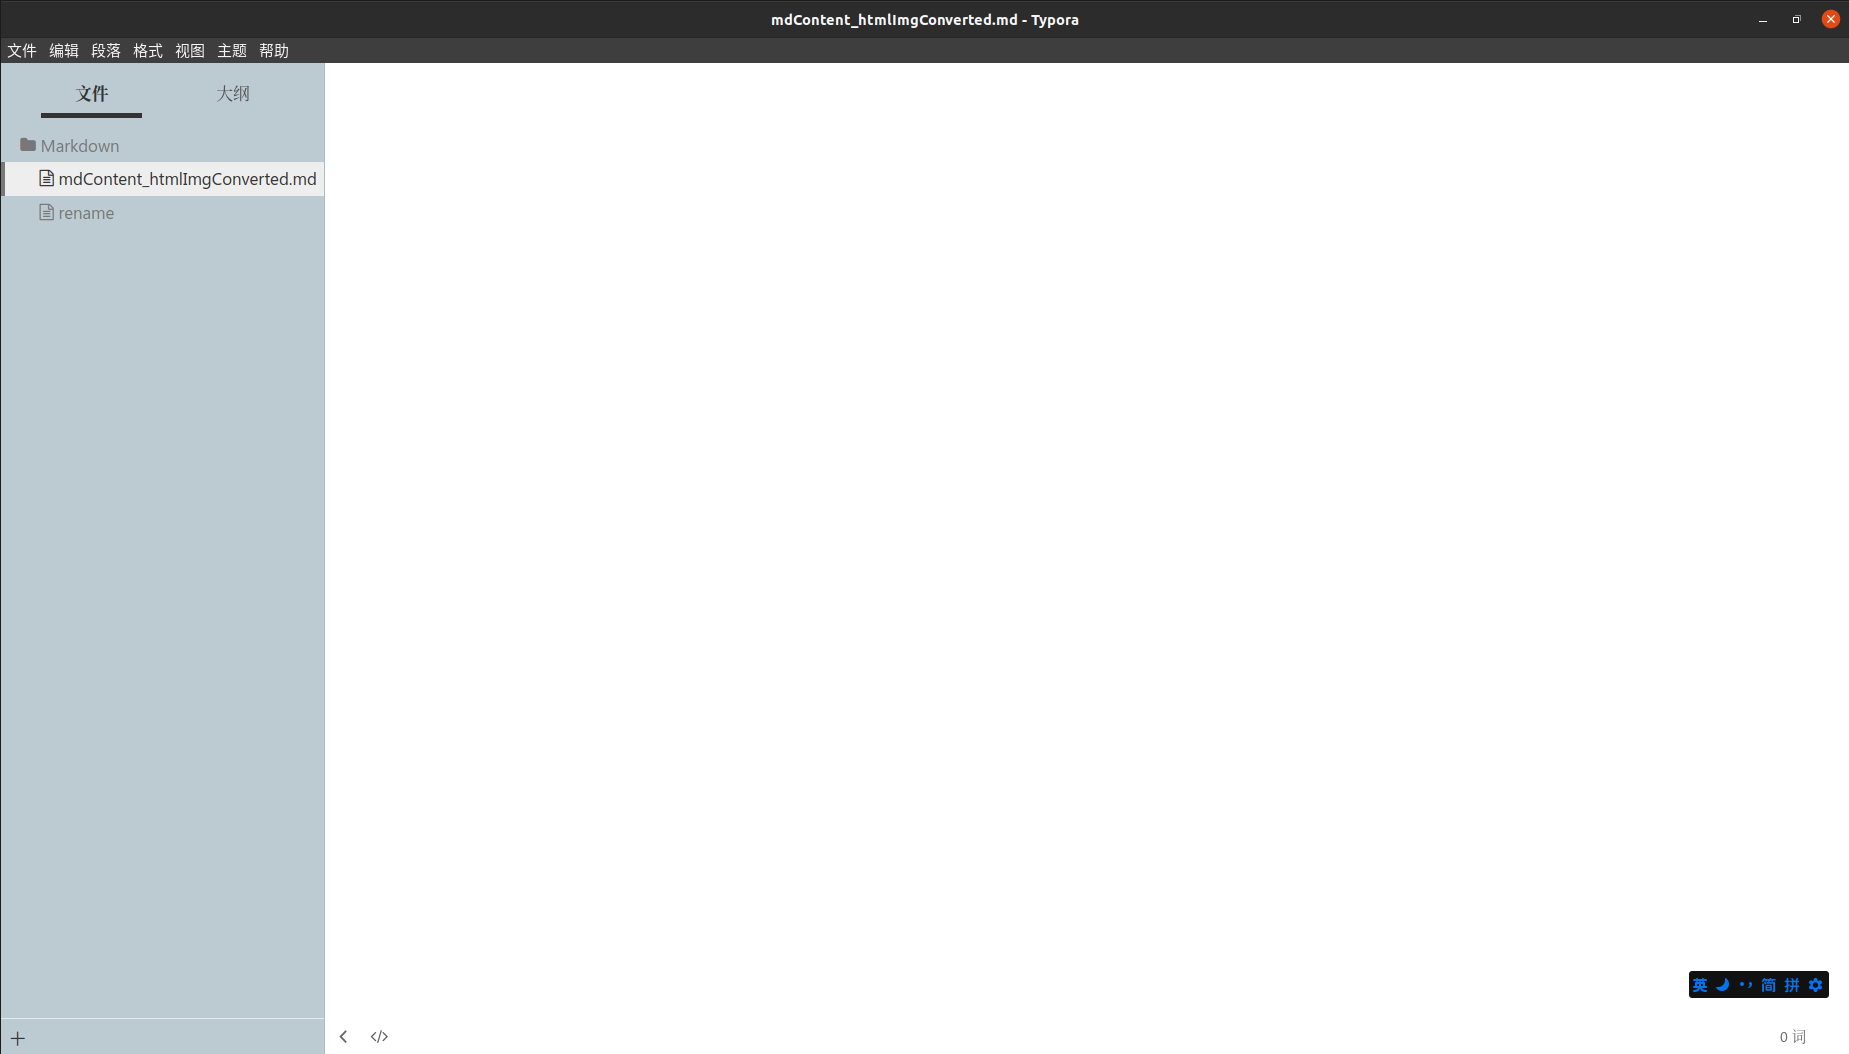 mdContent_htmlImgConverted.md - Typora
文件 编辑 段落 格式 视图 主题 帮助
文件 大纲
Markdown
mdContent_htmlImgConverted.md
rename
英 简 拼
</> 0 词